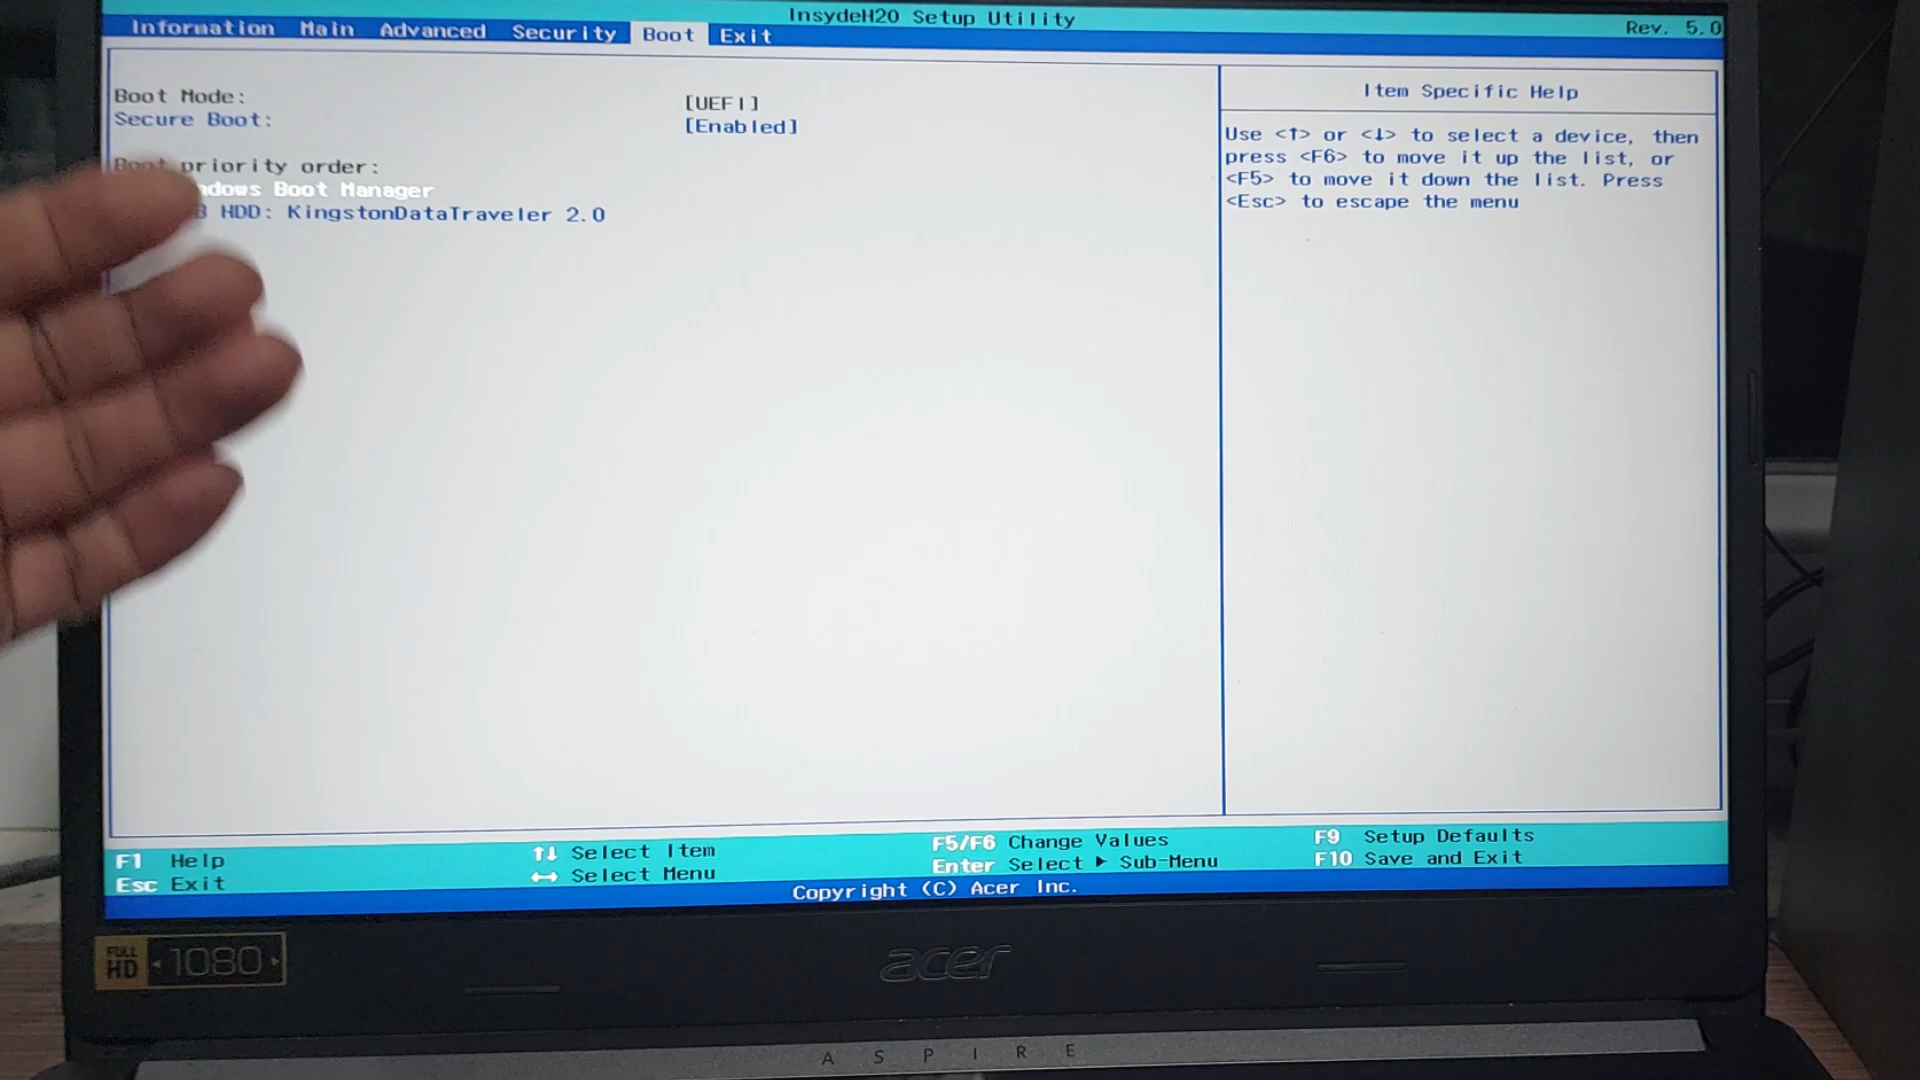 InsydeH2O Setup Utility
Rev. 5.0
Information Main Advanced Security Boot Exit
Boot Mode: [UEFI]
Secure Boot: [Enabled]
Boot priority order:
Boot Manager
HDD: KingstonDataTraveler 2.0
Item Specific Help
Use <↑> or <↓> to select a device, then
press <F6> to move it up the list, or
<F5> to move it down the list. Press
<Esc> to escape the menu
F1 Help
Esc Exit
↑↓ Select Item
↔ Select Menu
F5/F6 Change Values
Enter Select ▶ Sub-Menu
F9 Setup Defaults
F10 Save and Exit
Copyright (C) Acer Inc.
FULL HD 1080
acer
ASPIRE